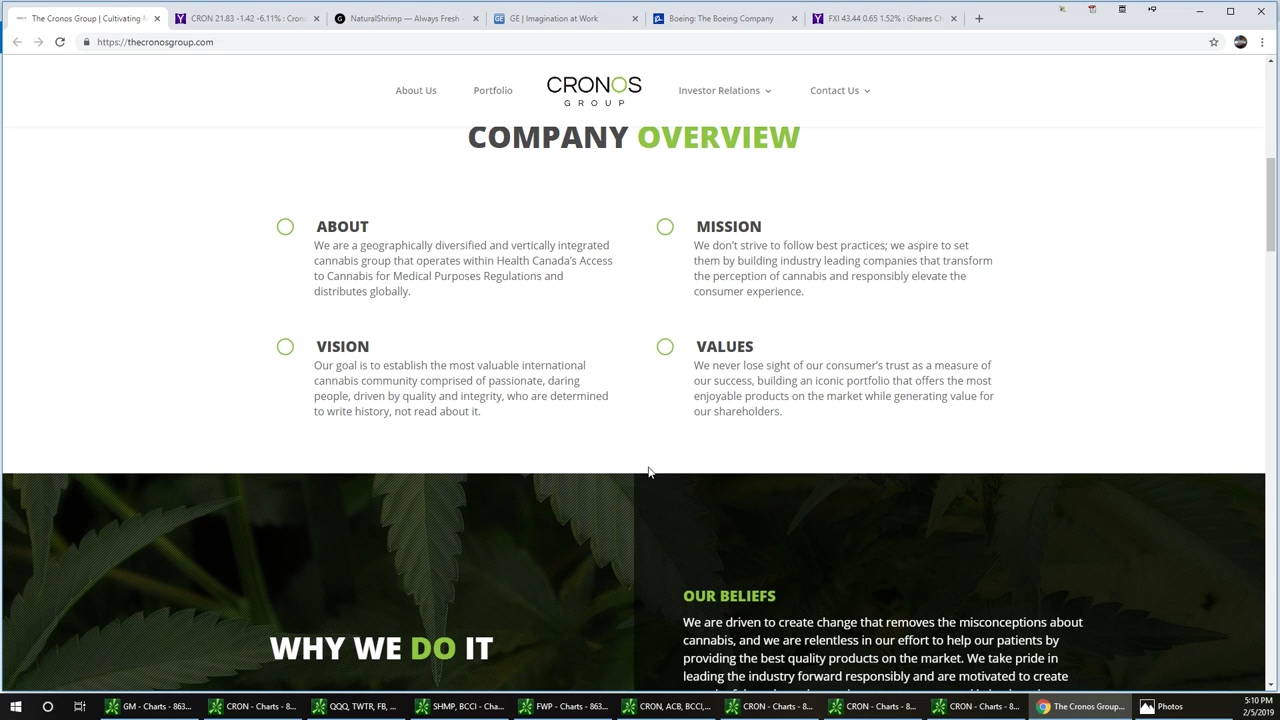 The Cronos Group | Cultivating
CRON 21.83 -1.42 -6.11% : Cron
NaturalShrimp — Always Fresh
GE | Imagination at Work
Boeing: The Boeing Company
FXI 43.44 0.65 1.52% : iShares Ch
https://thecronosgroup.com
About Us
Portfolio
CRONOS
GROUP
Investor Relations
Contact Us
COMPANY OVERVIEW
ABOUT
We are a geographically diversified and vertically integrated
cannabis group that operates within Health Canada's Access
to Cannabis for Medical Purposes Regulations and
distributes globally.
MISSION
We don't strive to follow best practices; we aspire to set
them by building industry leading companies that transform
the perception of cannabis and responsibly elevate the
consumer experience.
VISION
Our goal is to establish the most valuable international
cannabis community comprised of passionate, daring
people, driven by quality and integrity, who are determined
to write history, not read about it.
VALUES
We never lose sight of our consumer's trust as a measure of
our success, building an iconic portfolio that offers the most
enjoyable products on the market while generating value for
our shareholders.
WHY WE DO IT
OUR BELIEFS
We are driven to create change that removes the misconceptions about
cannabis, and we are relentless in our effort to help our patients by
providing the best quality products on the market. We take pride in
leading the industry forward responsibly and are motivated to create
GM - Charts - 863...
CRON - Charts - 8...
QQQ, TWTR, FB, ...
SHMP, BCCI - Cha...
FWP - Charts - 863...
CRON, ACB, BCCI,...
CRON - Charts - 8...
CRON - Charts - 8...
CRON - Charts - 8...
The Cronos Group...
Photos
5:10 PM
2/5/2019